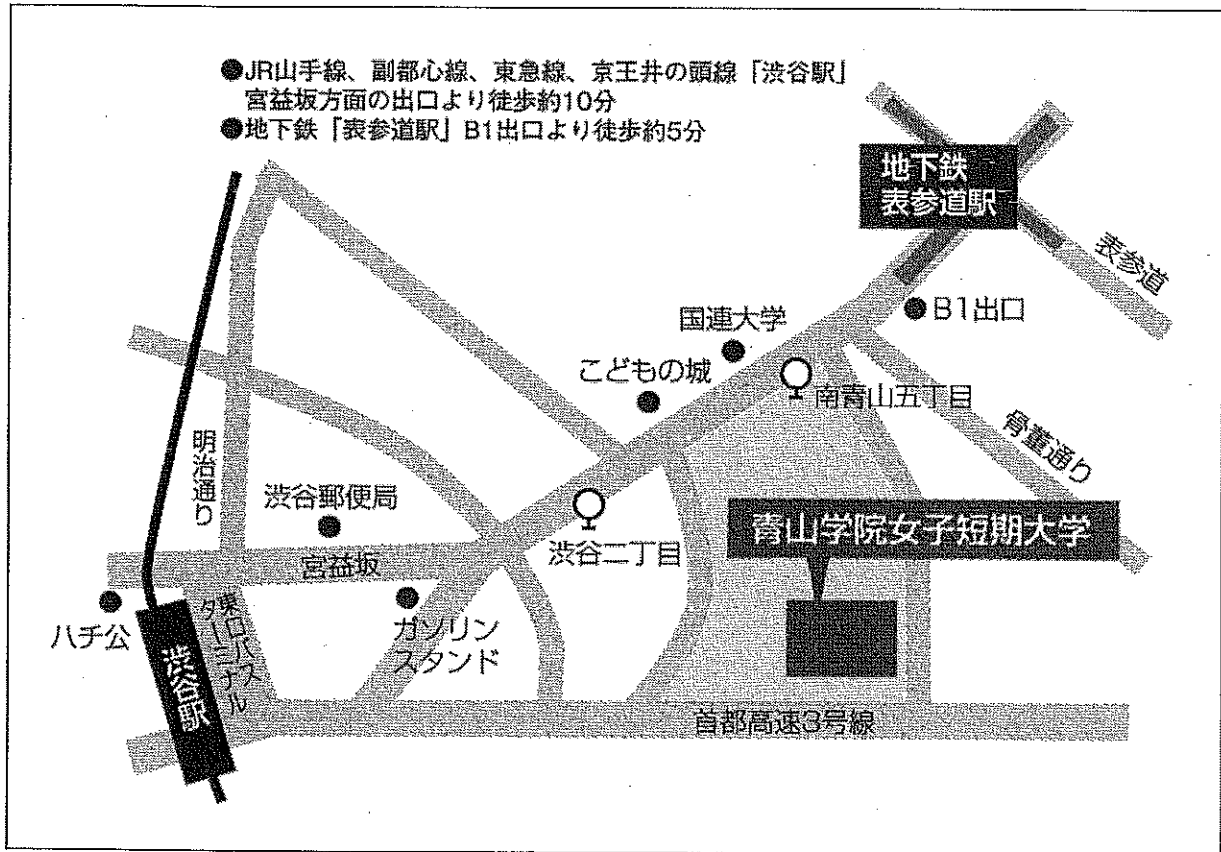 ●JR山手線、副都心線、東急線、京王井の頭線「渋谷駅」
宮益坂方面の出口より徒歩約10分
●地下鉄「表参道駅」B1出口より徒歩約5分
地下鉄
表参道駅
表参道
B1出口
国連大学
こどもの城
南青山五丁目
骨董通り
明治通り
渋谷郵便局
青山学院女子短期大学
渋谷二丁目
宮益坂
ハチ公
東口バス
ターミナル
ガソリン
スタンド
渋谷駅
首都高速3号線